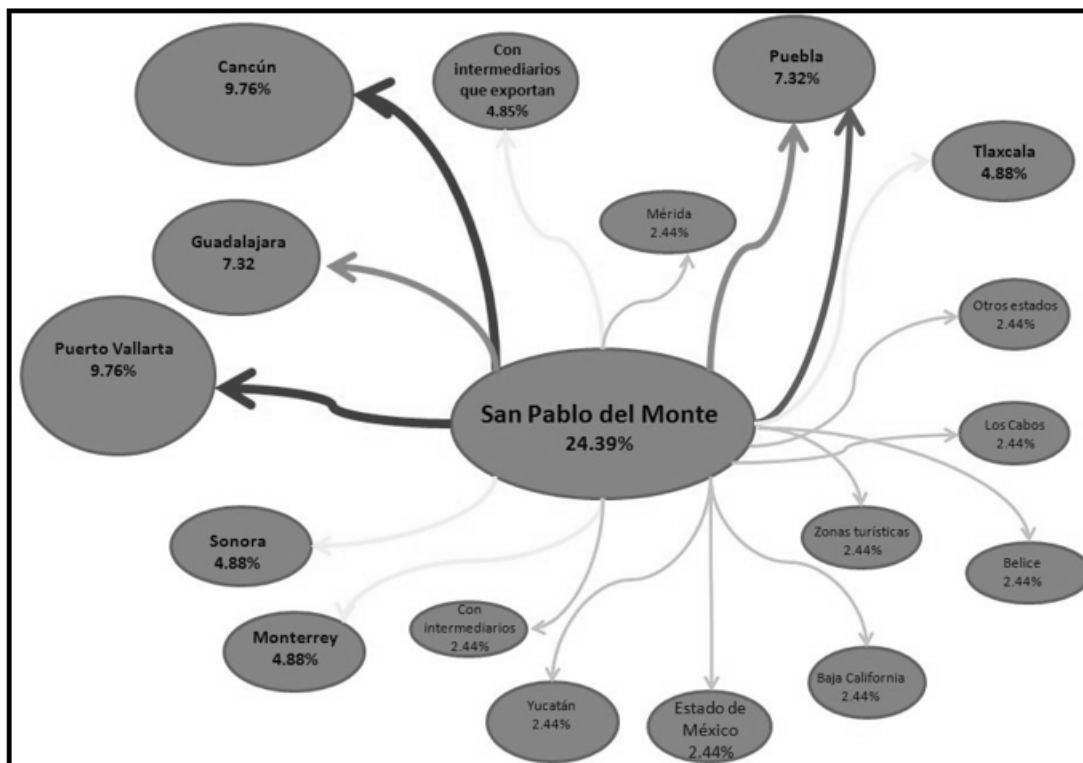 Cancún
9.76%
Con
intermediarios
que exportan
4.85%
Puebla
7.32%
Tlaxcala
4.88%
Mérida
2.44%
Guadalajara
7.32
Otros estados
2.44%
Puerto Vallarta
9.76%
San Pablo del Monte
24.39%
Los Cabos
2.44%
Sonora
4.88%
Zonas turísticas
2.44%
Belice
2.44%
Monterrey
4.88%
Con
intermediarios
2.44%
Yucatán
2.44%
Estado de
México
2.44%
Baja California
2.44%